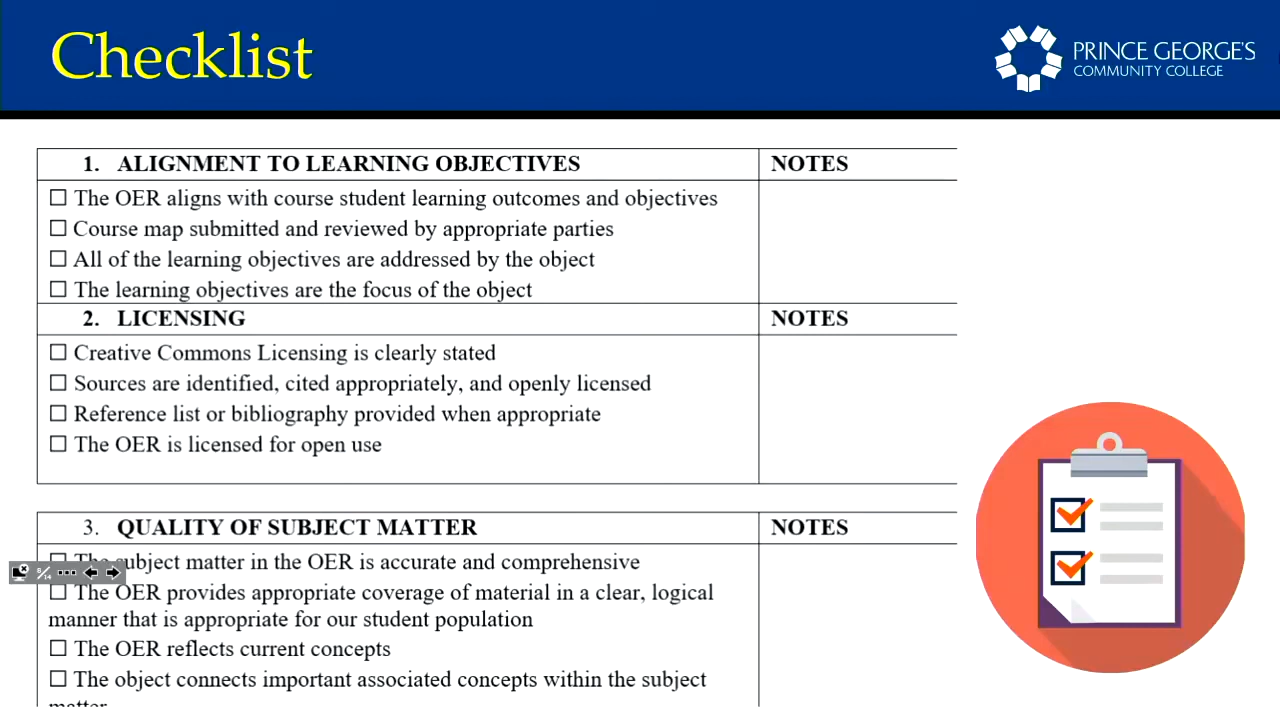 Checklist
PRINCE GEORGE'S
COMMUNITY COLLEGE
1. ALIGNMENT TO LEARNING OBJECTIVES NOTES
☐ The OER aligns with course student learning outcomes and objectives
☐ Course map submitted and reviewed by appropriate parties
☐ All of the learning objectives are addressed by the object
☐ The learning objectives are the focus of the object
2. LICENSING NOTES
☐ Creative Commons Licensing is clearly stated
☐ Sources are identified, cited appropriately, and openly licensed
☐ Reference list or bibliography provided when appropriate
☐ The OER is licensed for open use
3. QUALITY OF SUBJECT MATTER NOTES
☐ The subject matter in the OER is accurate and comprehensive
8/14
☐ The OER provides appropriate coverage of material in a clear, logical
manner that is appropriate for our student population
☐ The OER reflects current concepts
☐ The object connects important associated concepts within the subject
matter